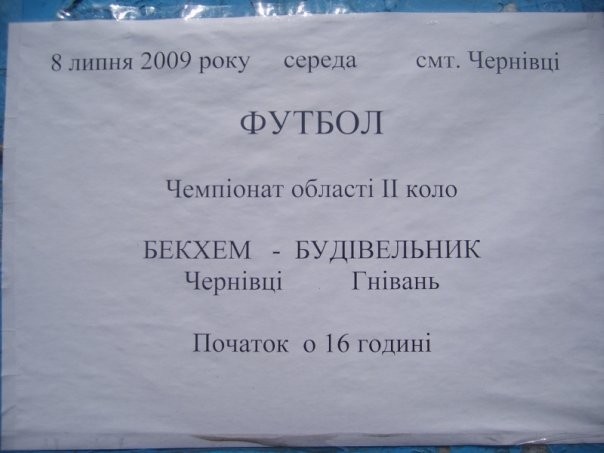 8 липня 2009 року середа смт. Чернівці
ФУТБОЛ
Чемпіонат області II коло
БЕКХЕМ - БУДІВЕЛЬНИК
Чернівці Гнівань
Початок о 16 годині